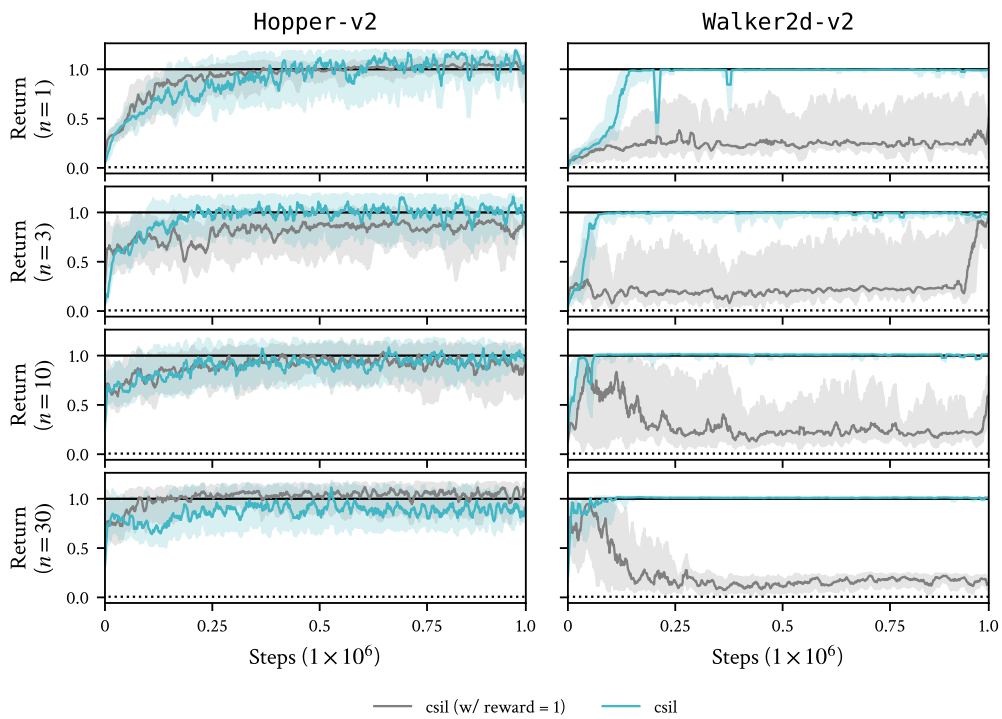 Hopper-v2
Walker2d-v2
Return
(n = 1)
1.0
0.5
0.0
Return
(n = 3)
1.0
0.5
0.0
Return
(n = 10)
1.0
0.5
0.0
Return
(n = 30)
1.0
0.5
0.0
0 0.25 0.5 0.75 1.0
0 0.25 0.5 0.75 1.0
Steps (1 × 10⁶)
Steps (1 × 10⁶)
csil (w/ reward = 1)
csil